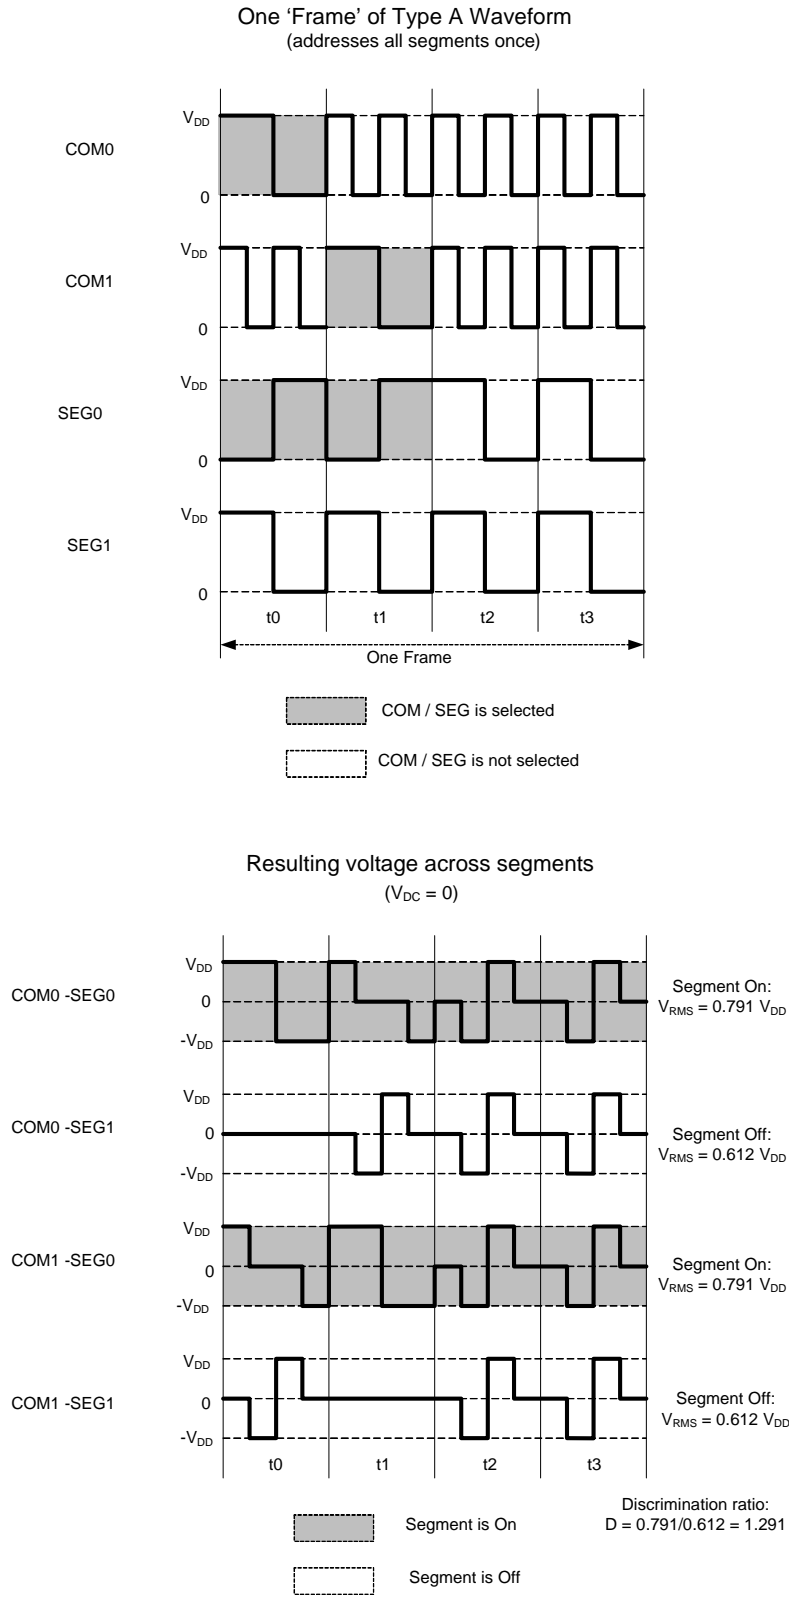 One ‘Frame’ of Type A Waveform
(addresses all segments once)
VDD
COM0
0
VDD
COM1
0
VDD
SEG0
0
VDD
SEG1
0
t0 t1 t2 t3
One Frame
COM / SEG is selected
COM / SEG is not selected
Resulting voltage across segments
(VDC = 0)
VDD
COM0 -SEG0
0
-VDD
Segment On:
VRMS = 0.791 VDD
VDD
COM0 -SEG1
0
-VDD
Segment Off:
VRMS = 0.612 VDD
VDD
COM1 -SEG0
0
-VDD
Segment On:
VRMS = 0.791 VDD
VDD
COM1 -SEG1
0
-VDD
Segment Off:
VRMS = 0.612 VDD
t0 t1 t2 t3
Segment is On
Segment is Off
Discrimination ratio:
D = 0.791/0.612 = 1.291